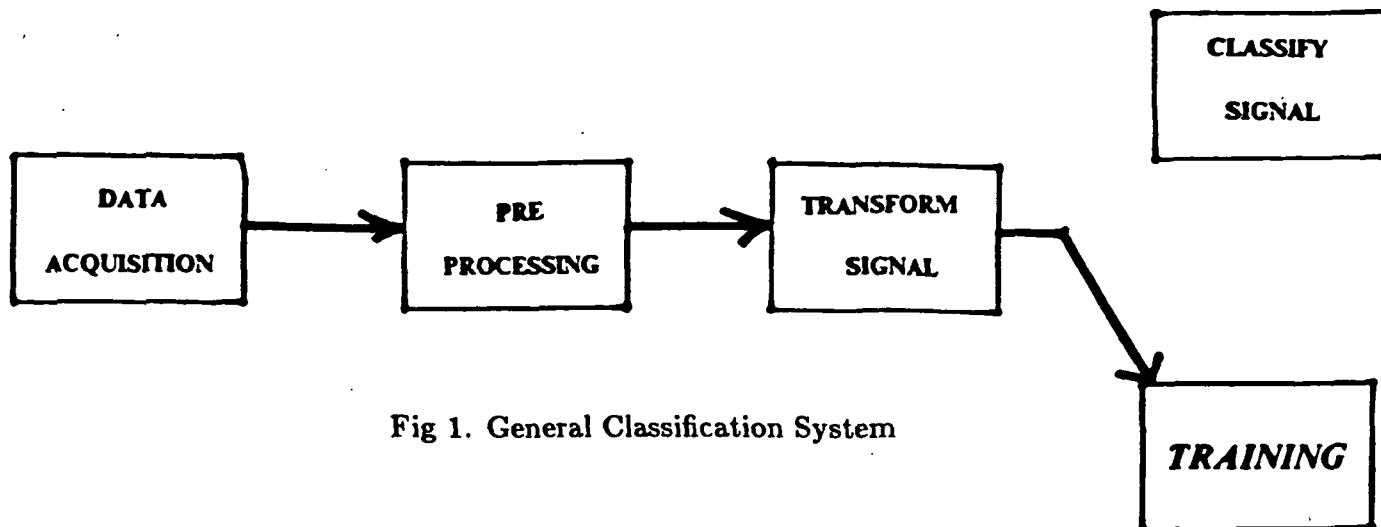 CLASSIFY
SIGNAL
DATA
ACQUISITION
PRE
PROCESSING
TRANSFORM
SIGNAL
Fig 1. General Classification System
TRAINING